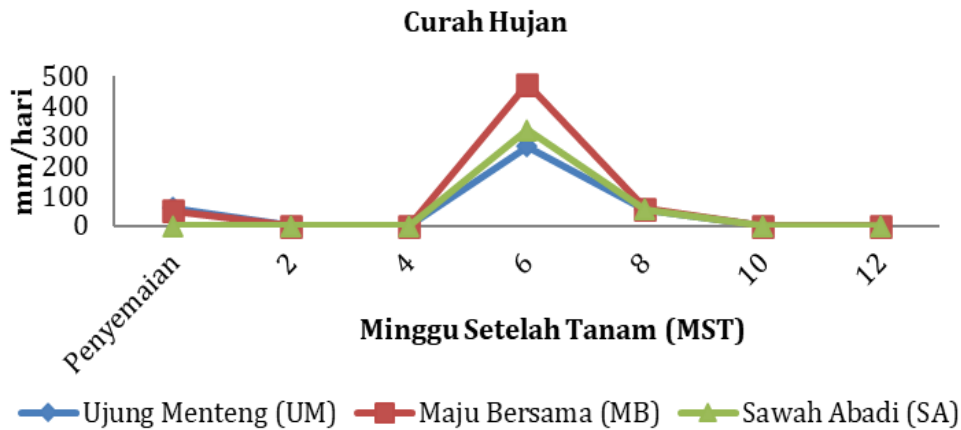 Curah Hujan
mm/hari
500
400
300
200
100
0
Penyemaian 2 4 6 8 10 12
Minggu Setelah Tanam (MST)
Ujung Menteng (UM) Maju Bersama (MB) Sawah Abadi (SA)